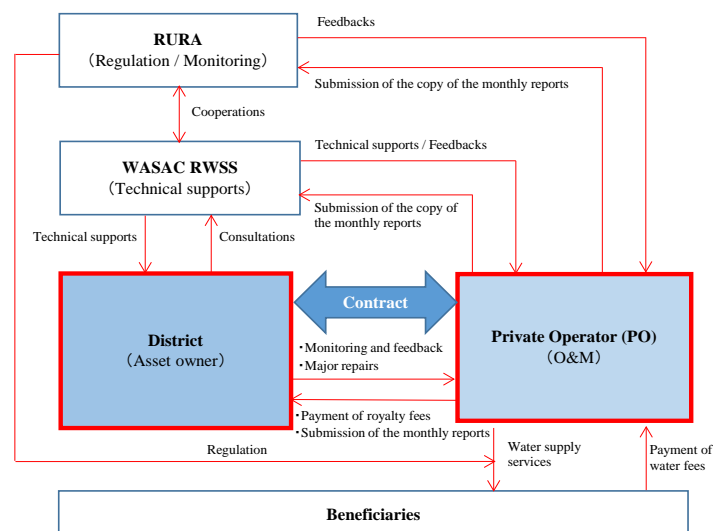 Feedbacks
RURA
（Regulation / Monitoring）
Submission of the copy of the monthly reports
Cooperations
Technical supports / Feedbacks
WASAC RWSS
（Technical supports）
Submission of the copy of
the monthly reports
Technical supports
Consultations
Contract
District
（Asset owner）
Private Operator (PO)
（O&M）
・Monitoring and feedback
・Major repairs
・Payment of royalty fees
・Submission of the monthly reports
Regulation
Water supply
services
Payment of
water fees
Beneficiaries